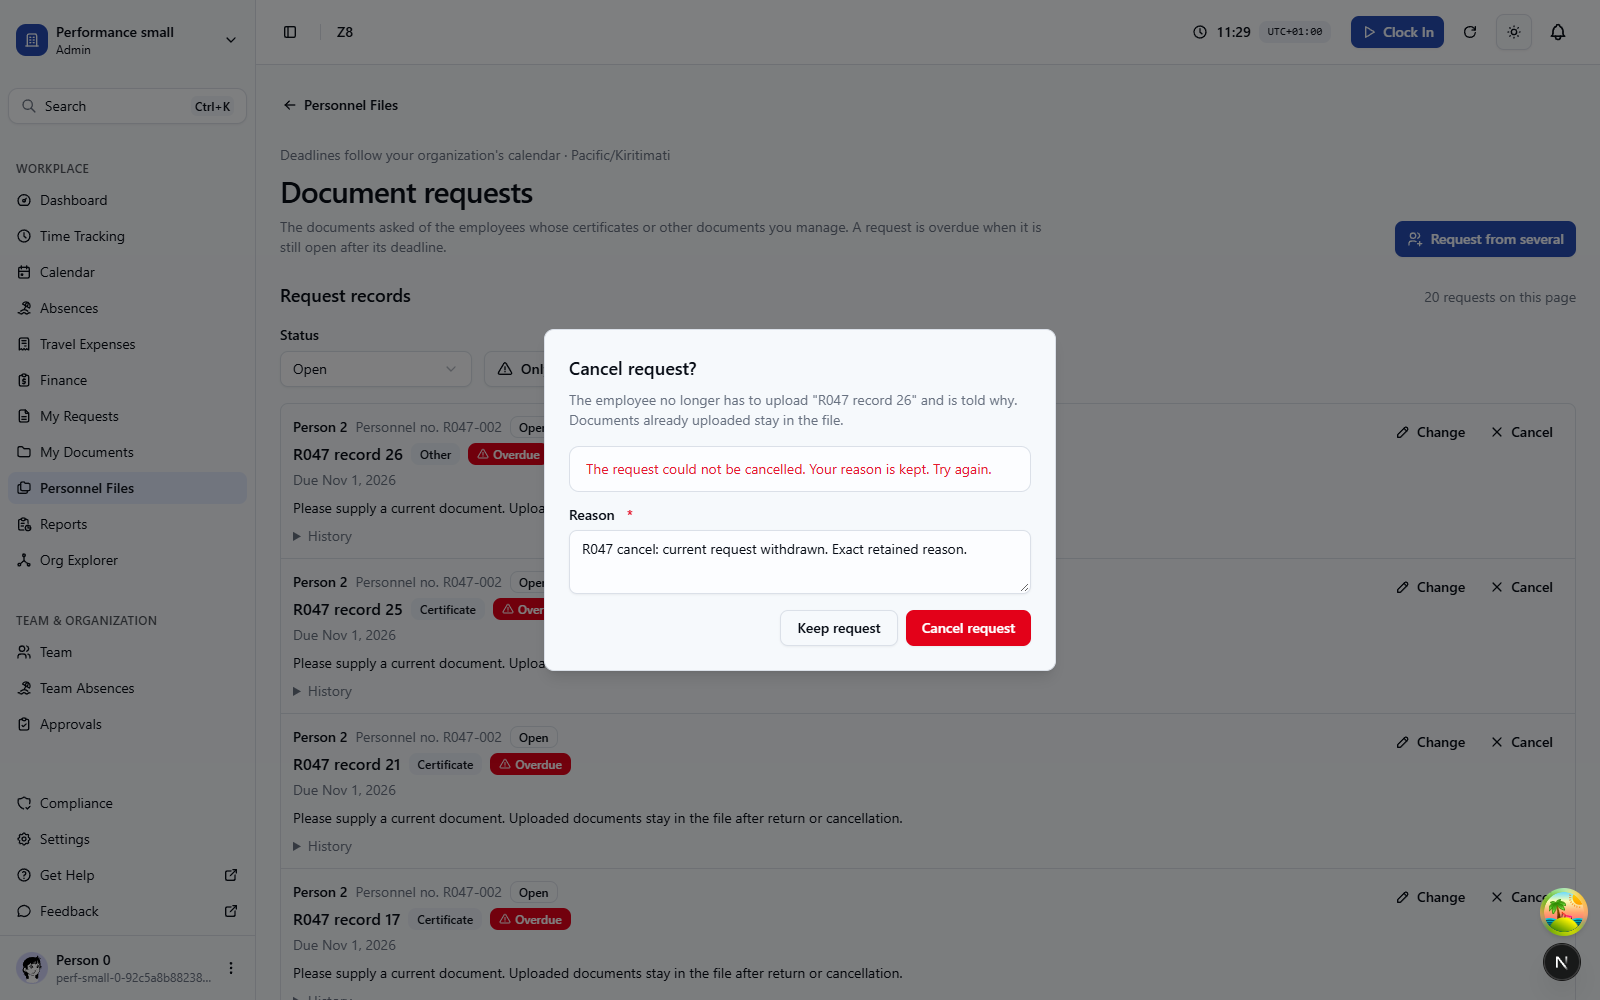 Performance small
Admin
Search
Ctrl+K
WORKPLACE
Dashboard
Time Tracking
Calendar
Absences
Travel Expenses
Finance
My Requests
My Documents
Personnel Files
Reports
Org Explorer
TEAM & ORGANIZATION
Team
Team Absences
Approvals
Compliance
Settings
Get Help
Feedback
Person 0
perf-small-0-92c5a8b88238...
Z8
11:29
UTC+01:00
Clock In
Personnel Files
Deadlines follow your organization's calendar · Pacific/Kiritimati
Document requests
The documents asked of the employees whose certificates or other documents you manage. A request is overdue when it is
still open after its deadline.
Request from several
Request records
20 requests on this page
Status
Open
Onl
Person 2 Personnel no. R047-002 Open
Change
Cancel
R047 record 26 Other Overdue
Due Nov 1, 2026
Please supply a current document. Uploa
History
Person 2 Personnel no. R047-002 Open
Change
Cancel
R047 record 25 Certificate Over
Due Nov 1, 2026
Please supply a current document. Uploa
History
Person 2 Personnel no. R047-002 Open
Change
Cancel
R047 record 21 Certificate Overdue
Due Nov 1, 2026
Please supply a current document. Uploaded documents stay in the file after return or cancellation.
History
Person 2 Personnel no. R047-002 Open
Change
Canc
R047 record 17 Certificate Overdue
Due Nov 1, 2026
Please supply a current document. Uploaded documents stay in the file after return or cancellation.
History
Cancel request?
The employee no longer has to upload "R047 record 26" and is told why.
Documents already uploaded stay in the file.
The request could not be cancelled. Your reason is kept. Try again.
Reason *
R047 cancel: current request withdrawn. Exact retained reason.
Keep request
Cancel request
N